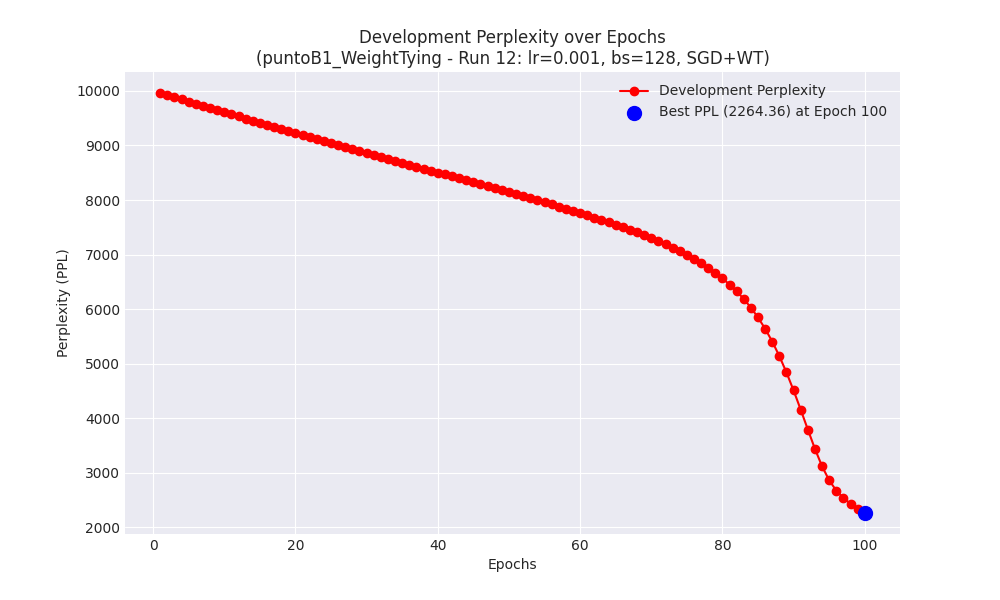 Development Perplexity over Epochs
(puntoB1_WeightTying - Run 12: lr=0.001, bs=128, SGD+WT)
Development Perplexity
Best PPL (2264.36) at Epoch 100
Perplexity (PPL)
10000
9000
8000
7000
6000
5000
4000
3000
2000
0 20 40 60 80 100
Epochs